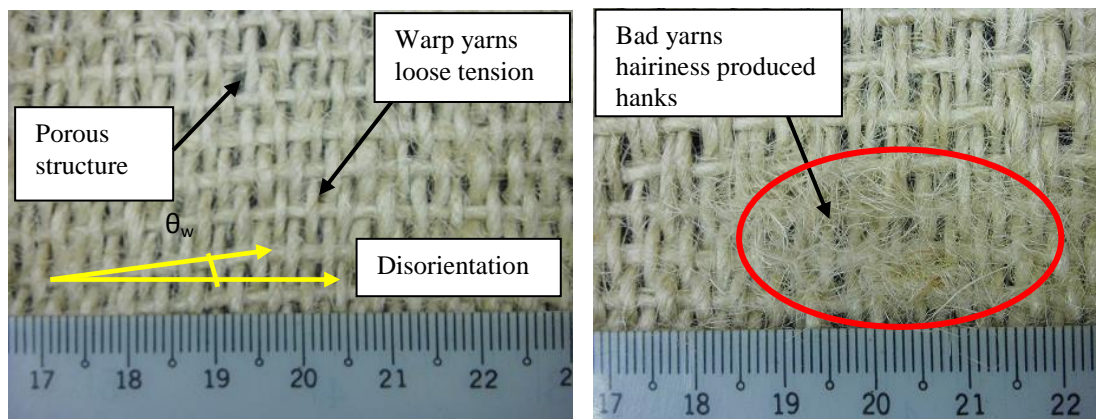 Warp yarns
loose tension
Porous
structure
θw
Disorientation
17 18 19 20 21 22 2
Bad yarns
hairiness produced
hanks
17 18 19 20 21 22